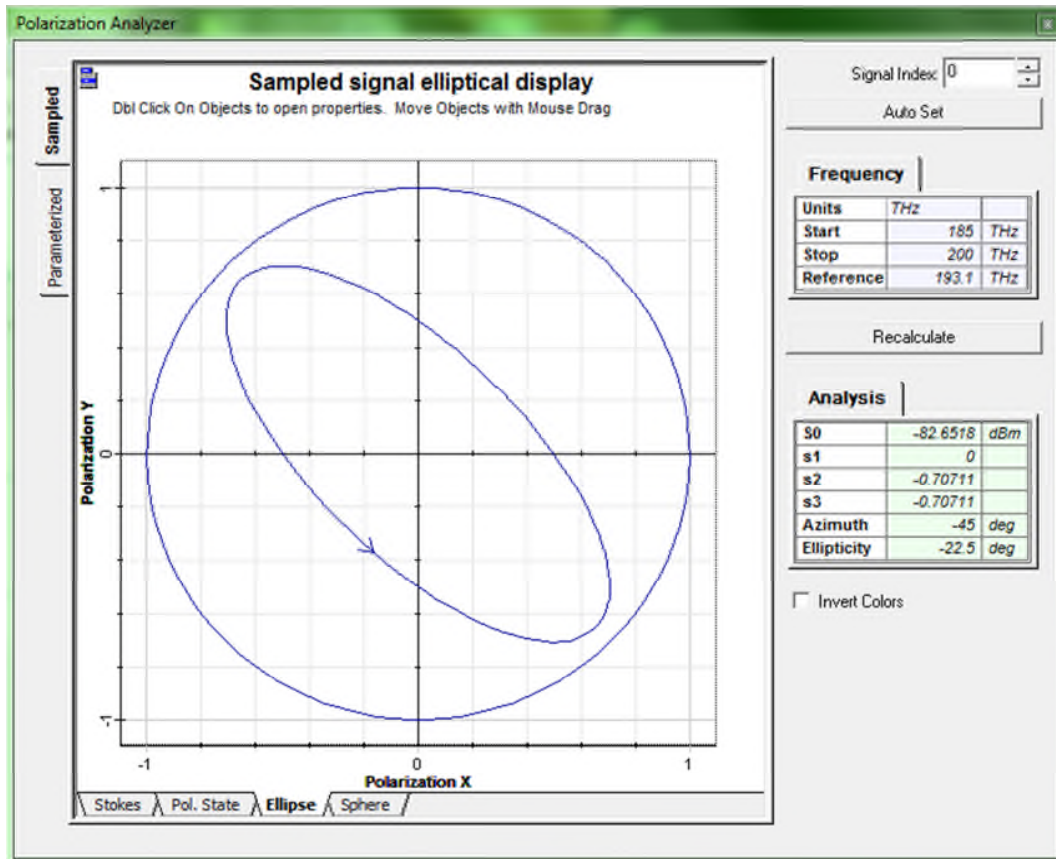 Polarization Analyzer
Sampled
Parameterized
Sampled signal elliptical display
Dbl Click On Objects to open properties. Move Objects with Mouse Drag
Polarization Y
1
0
-1
-1 0 1
Polarization X
Stokes Pol. State Ellipse Sphere
Signal Index: 0
Auto Set
Frequency
Units THz
Start 185 THz
Stop 200 THz
Reference 193.1 THz
Recalculate
Analysis
S0 -82.6518 dBm
s1 0
s2 -0.70711
s3 -0.70711
Azimuth -45 deg
Ellipticity -22.5 deg
Invert Colors